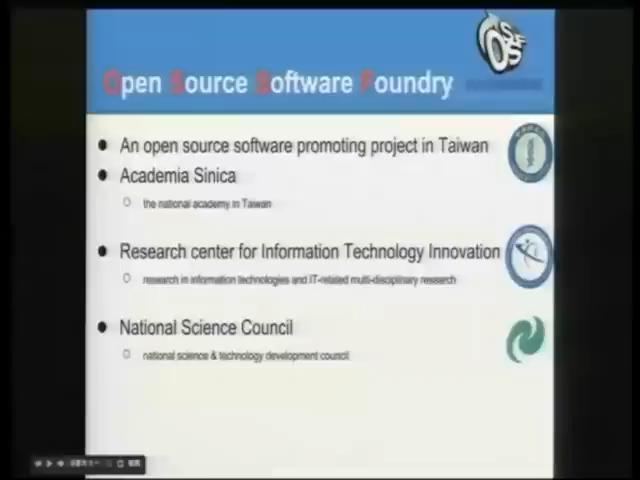 OSSF
Open Source Software Foundry
An open source software promoting project in Taiwan
Academia Sinica
the national academy in Taiwan
Research center for Information Technology Innovation
research in information technologies and IT-related multi-disciplinary research
National Science Council
national science & technology development council